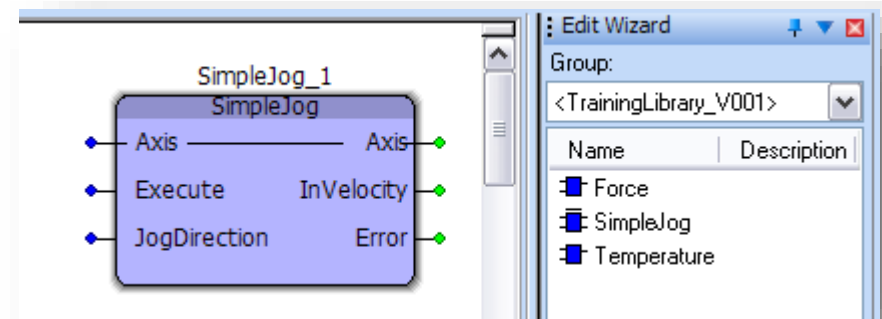 SimpleJog_1
SimpleJog
Axis Axis
Execute InVelocity
JogDirection Error
Edit Wizard
Group:
<TrainingLibrary_V001>
Name Description
Force
SimpleJog
Temperature